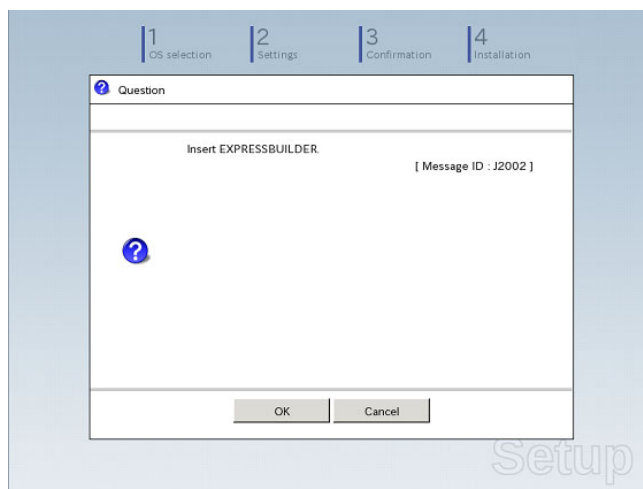 1
OS selection
2
Settings
3
Confirmation
4
Installation
Question
Insert EXPRESSBUILDER.
[ Message ID : J2002 ]
?
OK
Cancel
Setup